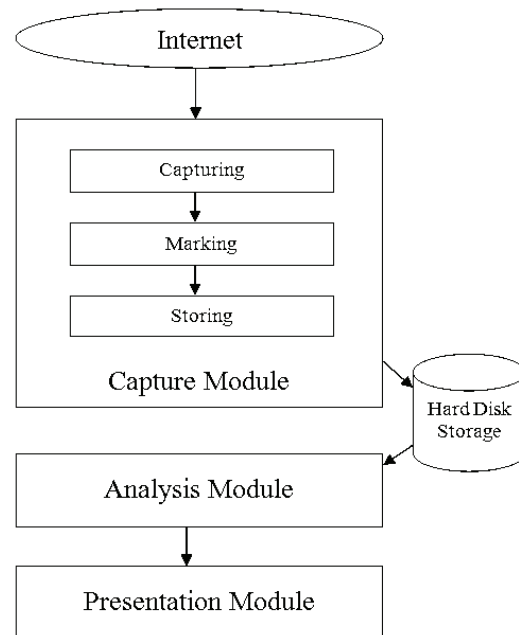 Internet
Capturing
Marking
Storing
Capture Module
Hard Disk
Storage
Analysis Module
Presentation Module